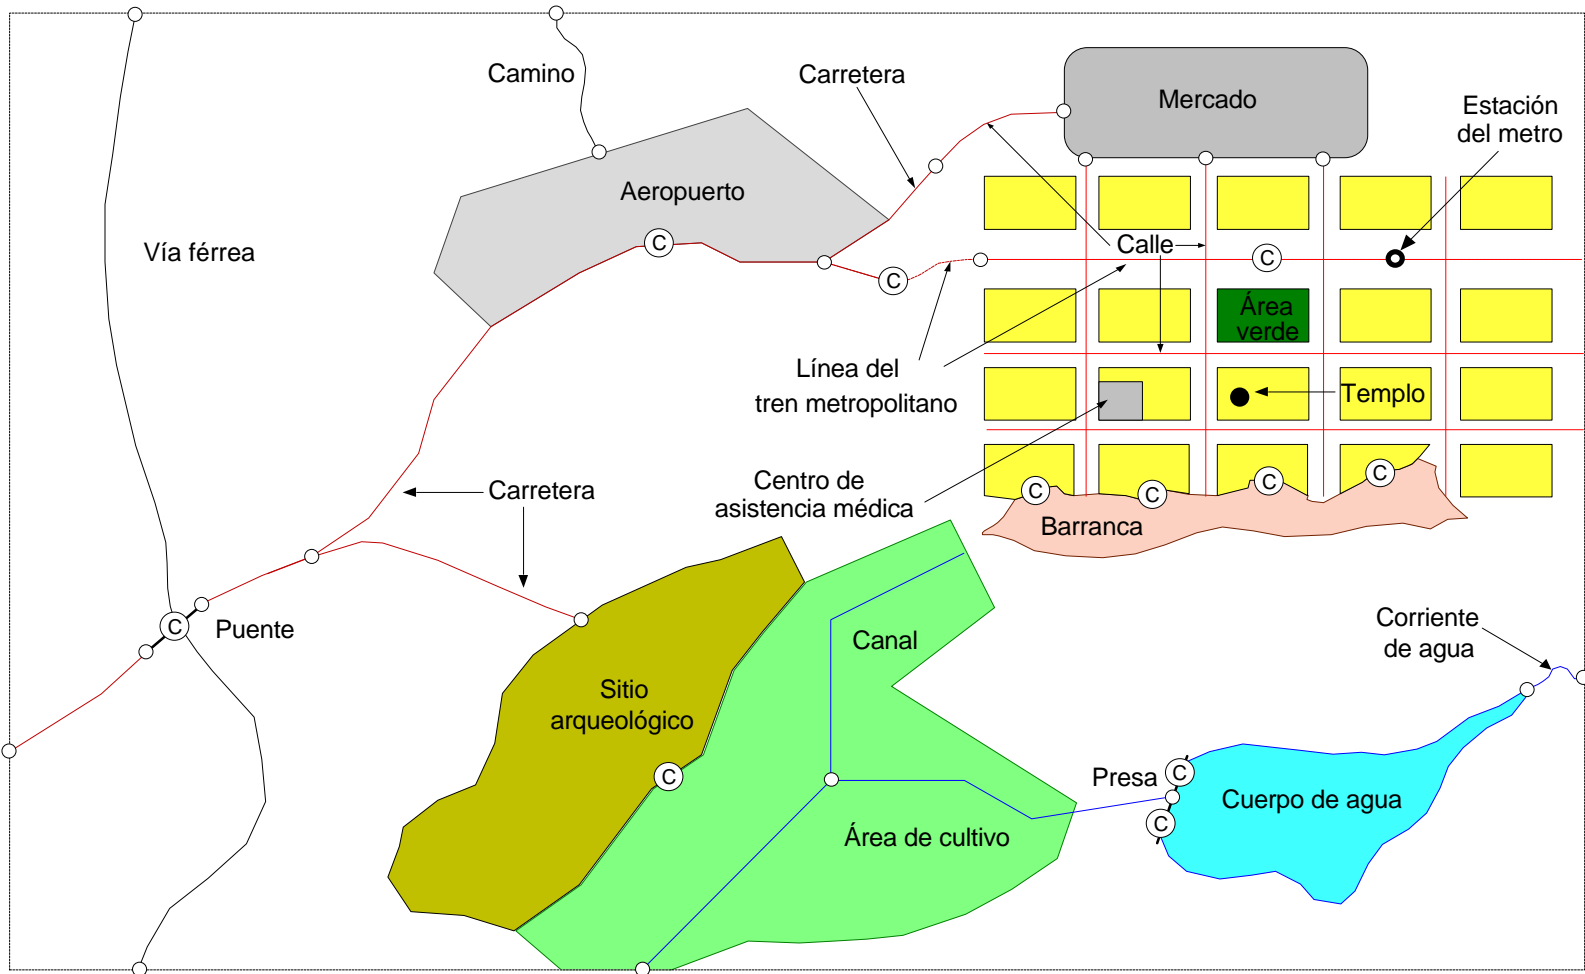 Camino
Carretera
Mercado
Estación
del metro
Aeropuerto
Vía férrea
C
C
Calle
C
Área
verde
Línea del
tren metropolitano
Templo
Carretera
Centro de
asistencia médica
C
C
C
C
Barranca
C
Puente
Canal
Corriente
de agua
Sitio
arqueológico
C
Presa
C
C
Cuerpo de agua
Área de cultivo